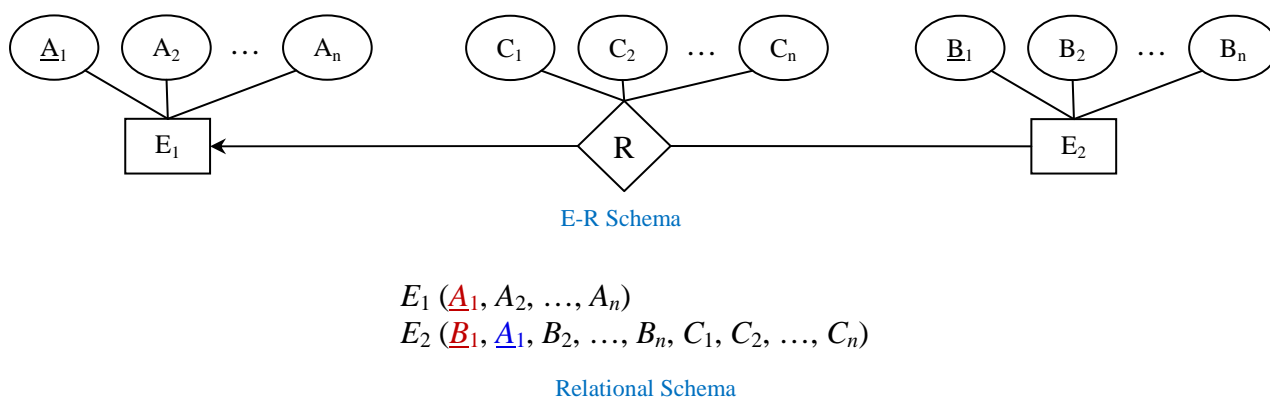 A₁ A₂ … Aₙ C₁ C₂ … Cₙ B₁ B₂ … Bₙ
E₁ R E₂
E-R Schema
E₁ (A₁, A₂, …, Aₙ)
E₂ (B₁, A₁, B₂, …, Bₙ, C₁, C₂, …, Cₙ)
Relational Schema